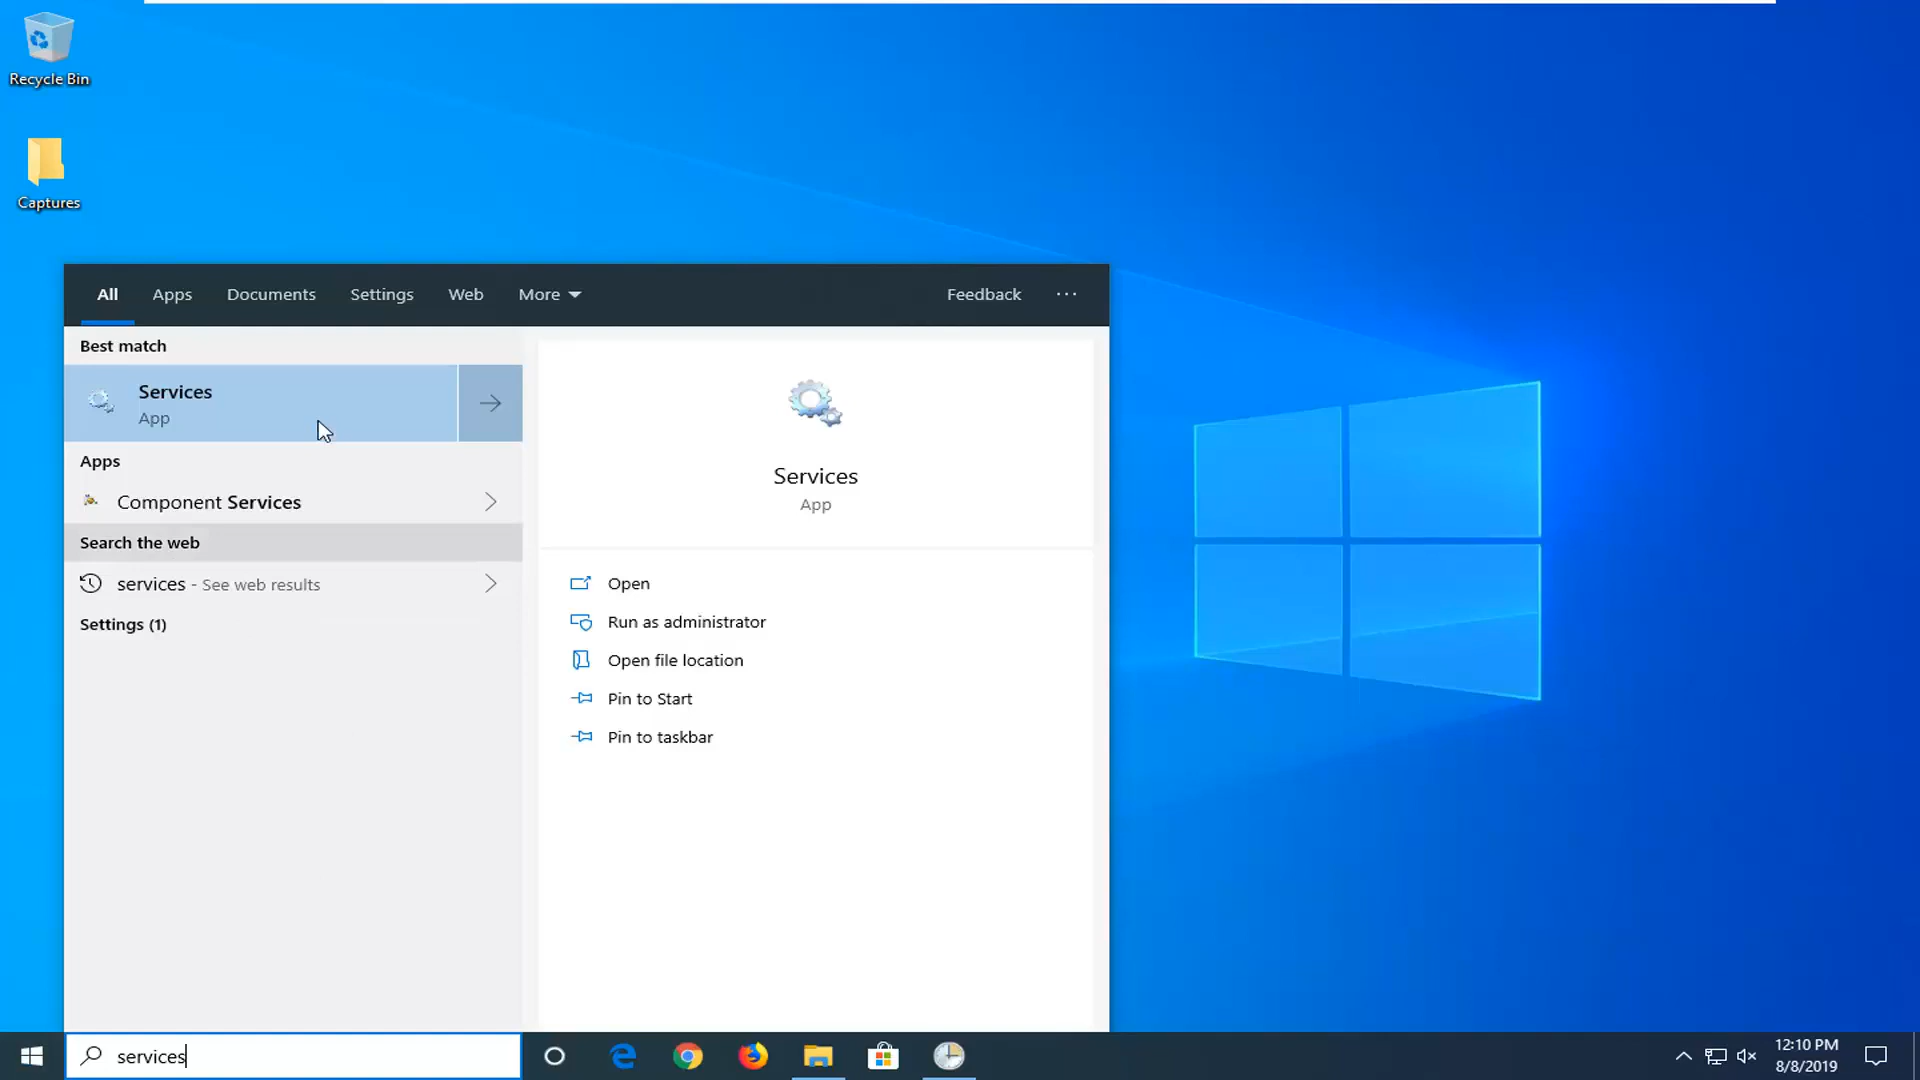 Recycle Bin
Captures
All Apps Documents Settings Web More Feedback ...
Best match
Services
App
Apps
Component Services
Search the web
services - See web results
Settings (1)
Services
App
Open
Run as administrator
Open file location
Pin to Start
Pin to taskbar
services
12:10 PM
8/8/2019